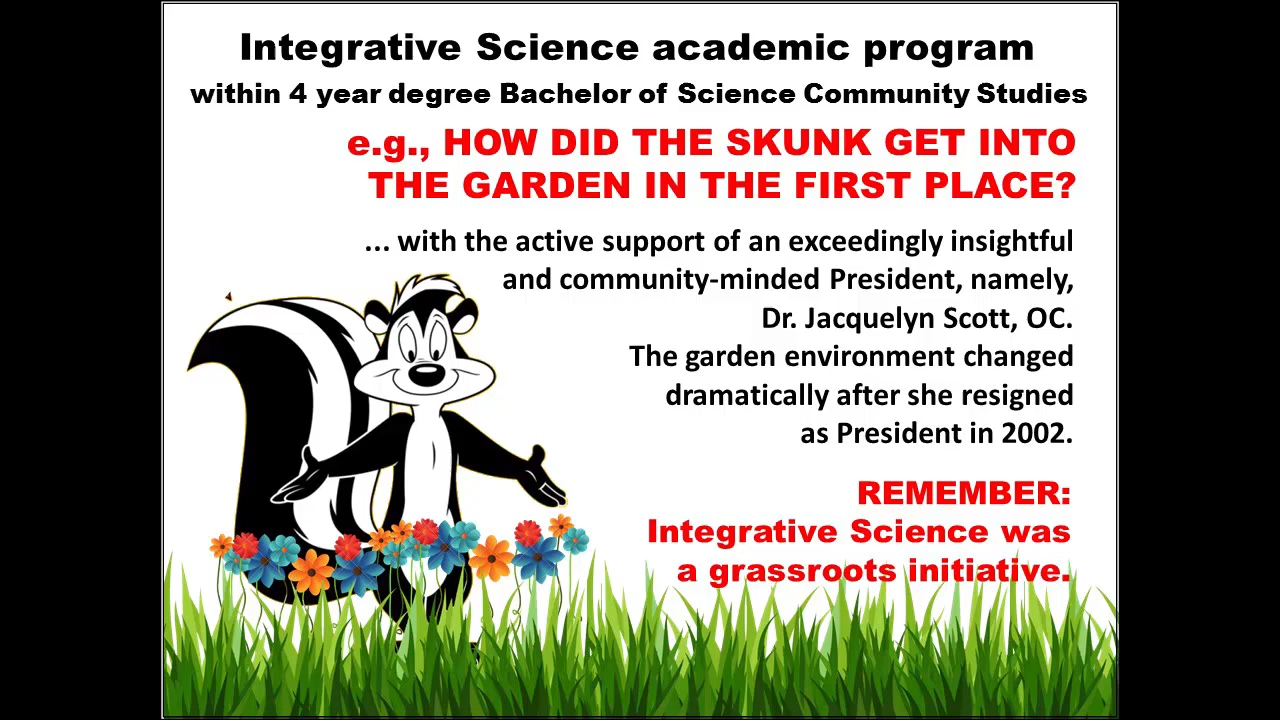 Integrative Science academic program
within 4 year degree Bachelor of Science Community Studies
e.g., HOW DID THE SKUNK GET INTO
THE GARDEN IN THE FIRST PLACE?
... with the active support of an exceedingly insightful
and community-minded President, namely,
Dr. Jacquelyn Scott, OC.
The garden environment changed
dramatically after she resigned
as President in 2002.
REMEMBER:
Integrative Science was
a grassroots initiative.